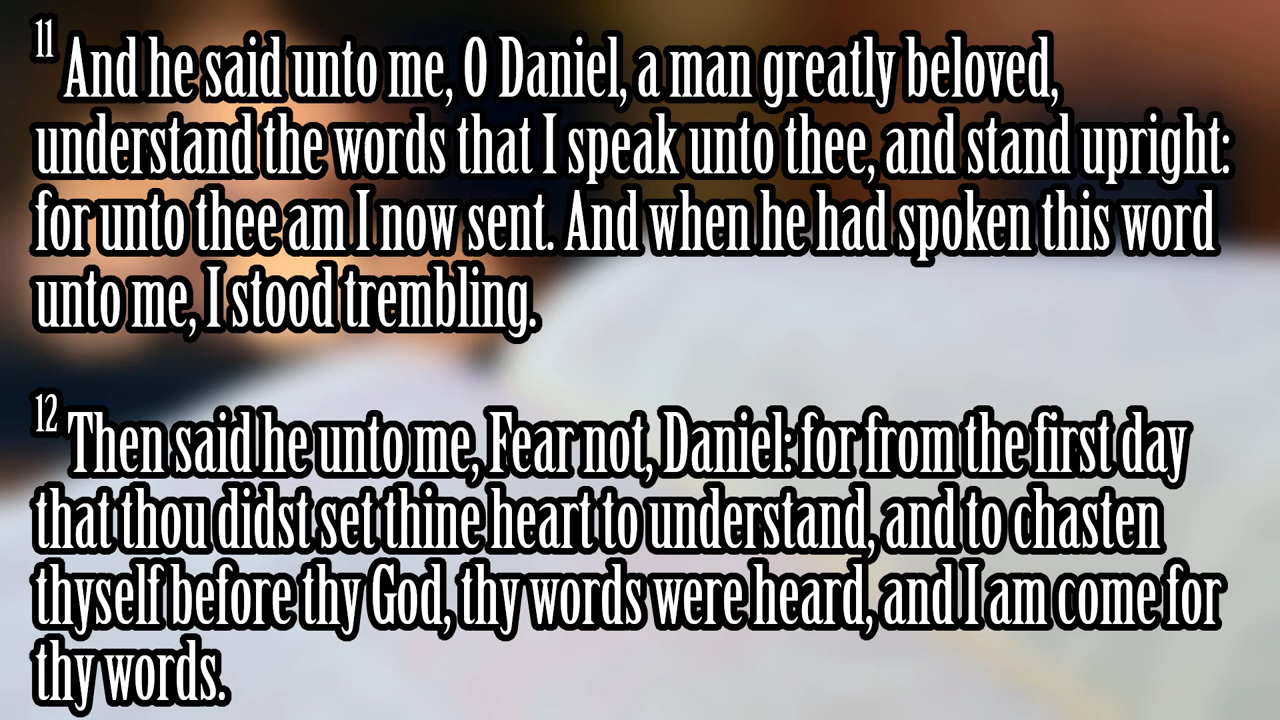 11 And he said unto me, O Daniel, a man greatly beloved,
understand the words that I speak unto thee, and stand upright:
for unto thee am I now sent. And when he had spoken this word
unto me, I stood trembling.
12 Then said he unto me, Fear not, Daniel: for from the first day
that thou didst set thine heart to understand, and to chasten
thyself before thy God, thy words were heard, and I am come for
thy words.